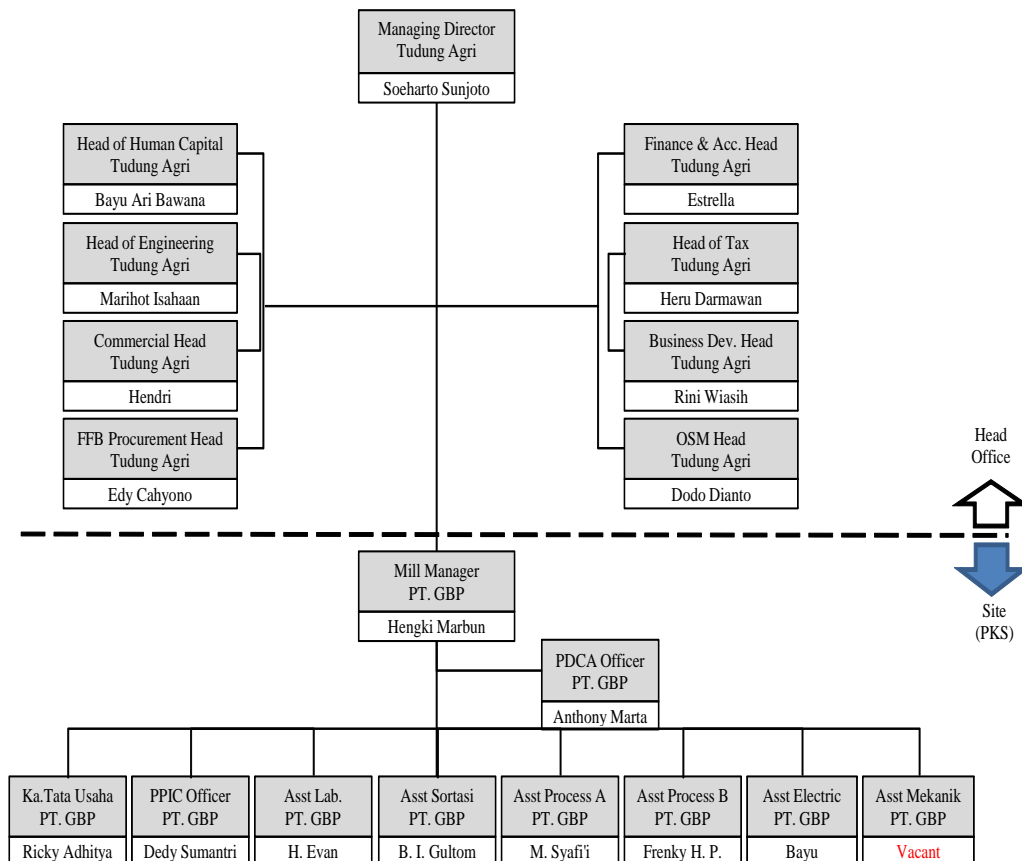 Managing Director
Tudung Agri
Soeharto Sunjoto
Head of Human Capital
Tudung Agri
Bayu Ari Bawana
Finance & Acc. Head
Tudung Agri
Estrella
Head of Engineering
Tudung Agri
Marihot Isahaan
Head of Tax
Tudung Agri
Heru Darmawan
Commercial Head
Tudung Agri
Hendri
Business Dev. Head
Tudung Agri
Rini Wiasih
FFB Procurement Head
Tudung Agri
Edy Cahyono
OSM Head
Tudung Agri
Dodo Dianto
Head
Office
Site
(PKS)
Mill Manager
PT. GBP
Hengki Marbun
PDCA Officer
PT. GBP
Anthony Marta
Ka.Tata Usaha
PT. GBP
Ricky Adhitya
PPIC Officer
PT. GBP
Dedy Sumantri
Asst Lab.
PT. GBP
H. Evan
Asst Sortasi
PT. GBP
B. I. Gultom
Asst Process A
PT. GBP
M. Syafi'i
Asst Process B
PT. GBP
Frenky H. P.
Asst Electric
PT. GBP
Bayu
Asst Mekanik
PT. GBP
Vacant